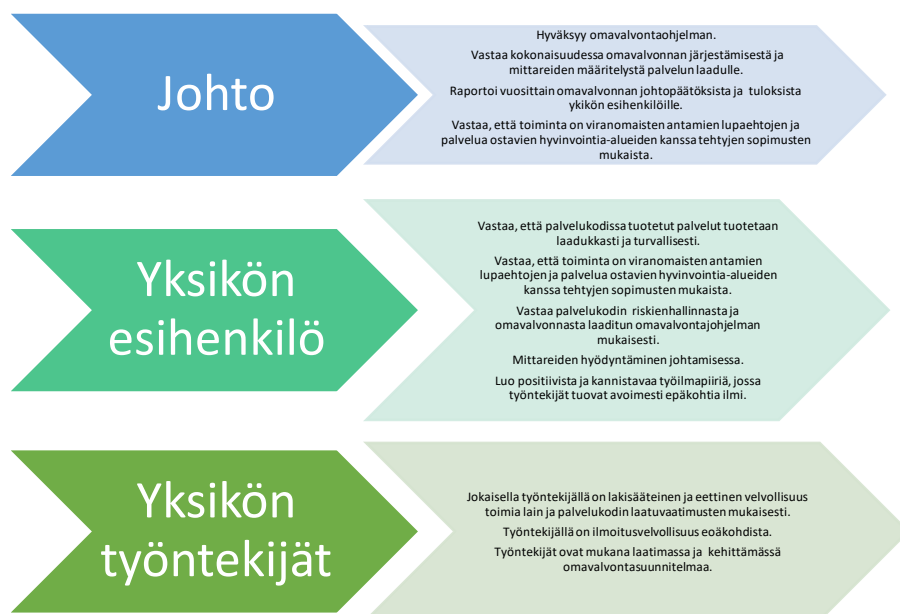 Johto
Hyväksyy omavalvontaohjelman.
Vastaa kokonaisuudessa omavalvonnan järjestämisestä ja
mittareiden määritelystä palvelun laadulle.
Raportoi vuosittain omavalvonnan johtopäätöksista ja tuloksista
ykikön esihenkilöille.
Vastaa, että toiminta on viranomaisten antamien lupaehtojen ja
palvelua ostavien hyvinvointia-alueiden kanssa tehtyjen sopimusten
mukaista.
Yksikön
esihenkilö
Vastaa, että palvelukodissa tuotetut palvelut tuotetaan
laadukkasti ja turvallisesti.
Vastaa, että toiminta on viranomaisten antamien
lupaehtojen ja palvelua ostavien hyvinvointia-alueiden
kanssa tehtyjen sopimusten mukaista.
Vastaa palvelukodin riskienhallinnasta ja
omavalvonnasta laaditun omavalvontajohjelman
mukaisesti.
Mittareiden hyödyntäminen johtamisessa.
Luo positiivista ja kannistavaa työilmapiiriä, jossa
työntekijät tuovat avoimesti epäkohtia ilmi.
Yksikön
työntekijät
Jokaisella työntekijällä on lakisääteinen ja eettinen velvollisuus
toimia lain ja palvelukodin laatuvaatimusten mukaisesti.
Työntekijällä on ilmoitusvelvollisuus eoäkohdista.
Työntekijät ovat mukana laatimassa ja kehittämässä
omavalvontasuunnitelmaa.